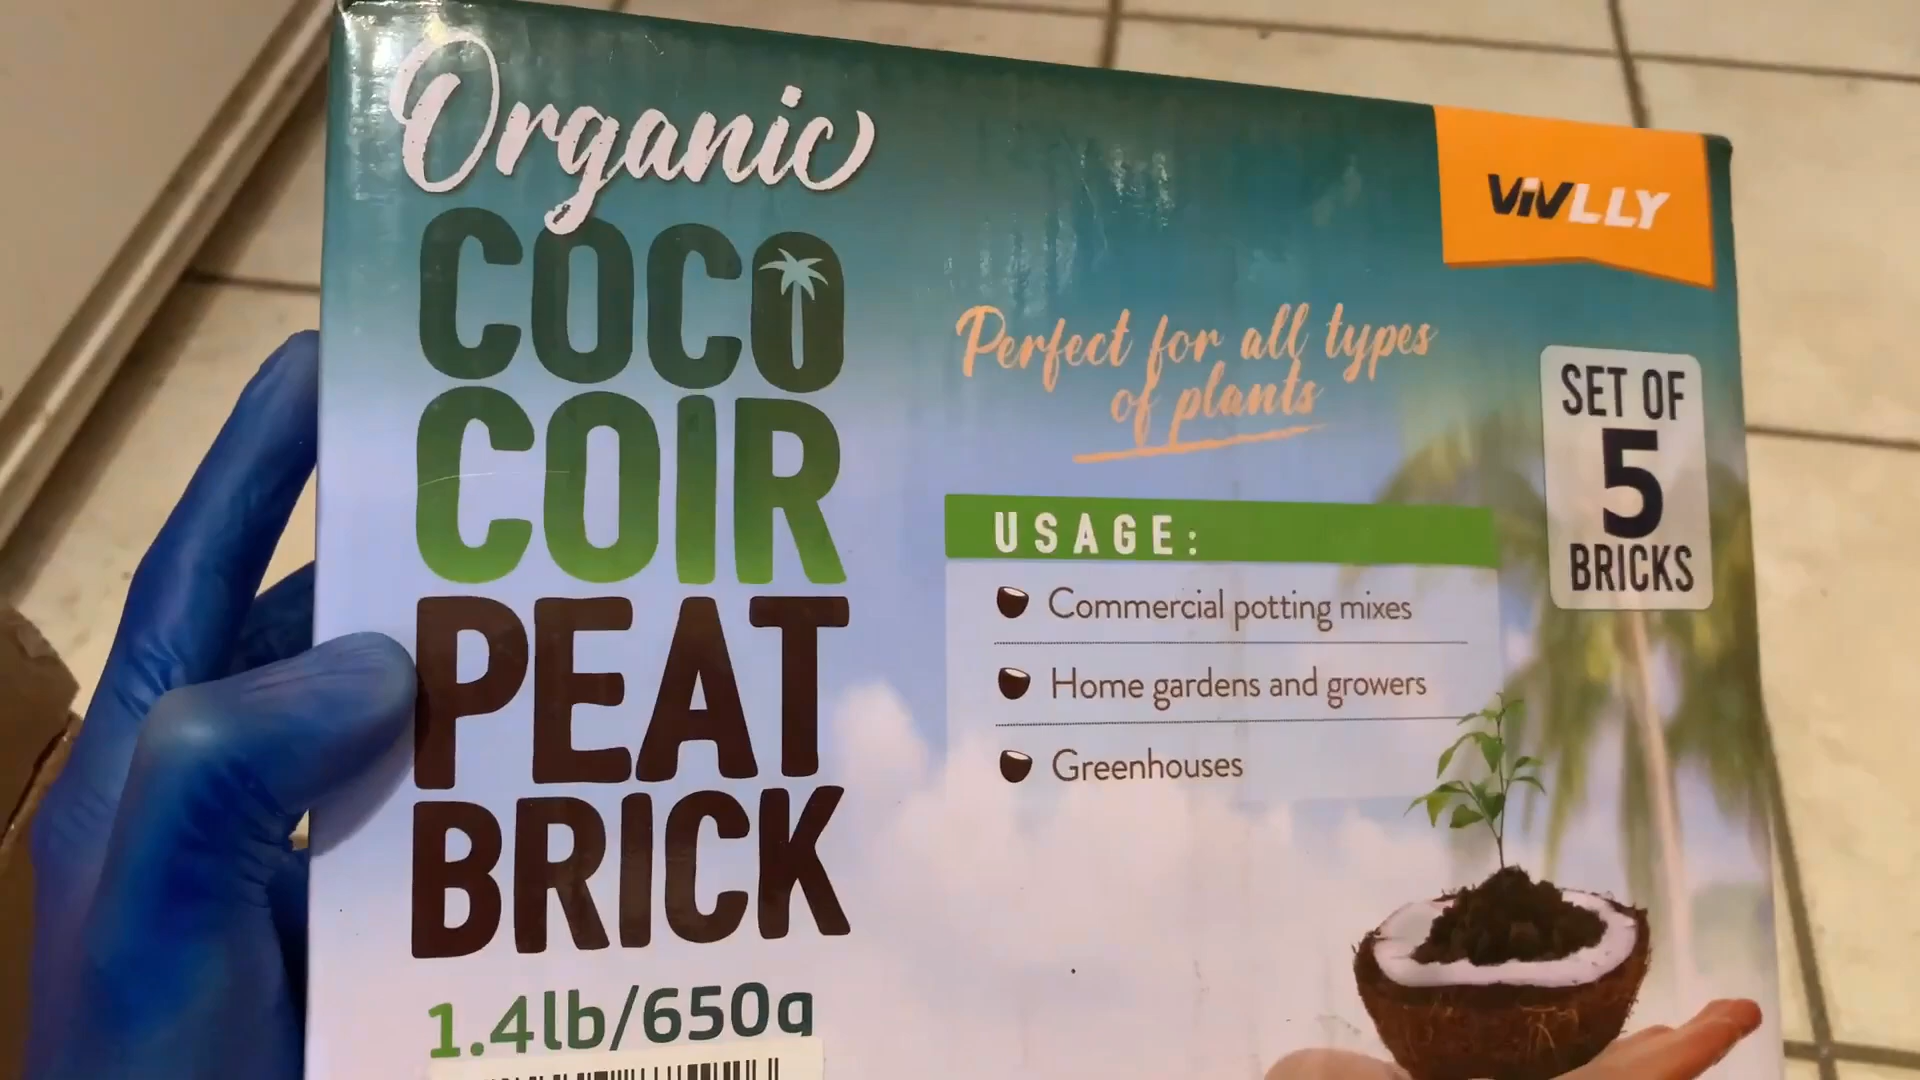 Organic
COCO
COIR
PEAT
BRICK
1.4lb/650g
ViVLLY
Perfect for all types
of plants
SET OF
5
BRICKS
USAGE:
Commercial potting mixes
Home gardens and growers
Greenhouses